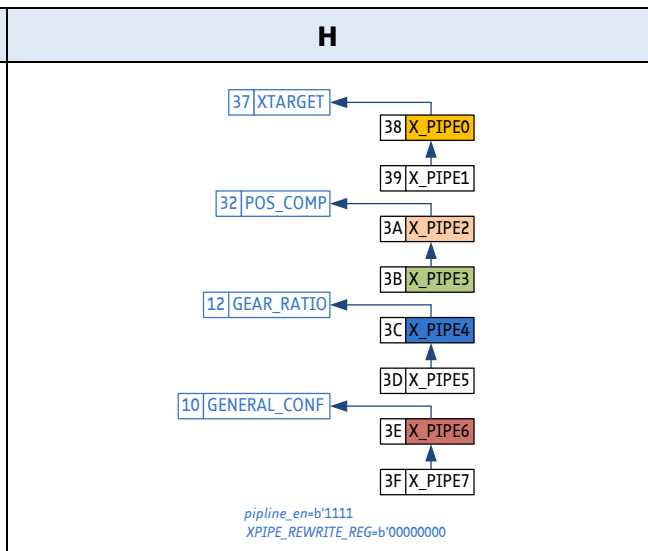 H
37 XTARGET
38 X_PIPE0
39 X_PIPE1
32 POS_COMP
3A X_PIPE2
3B X_PIPE3
12 GEAR_RATIO
3C X_PIPE4
3D X_PIPE5
10 GENERAL_CONF
3E X_PIPE6
3F X_PIPE7
pipline_en=b'1111
XPIPE_REWRITE_REG=b'00000000